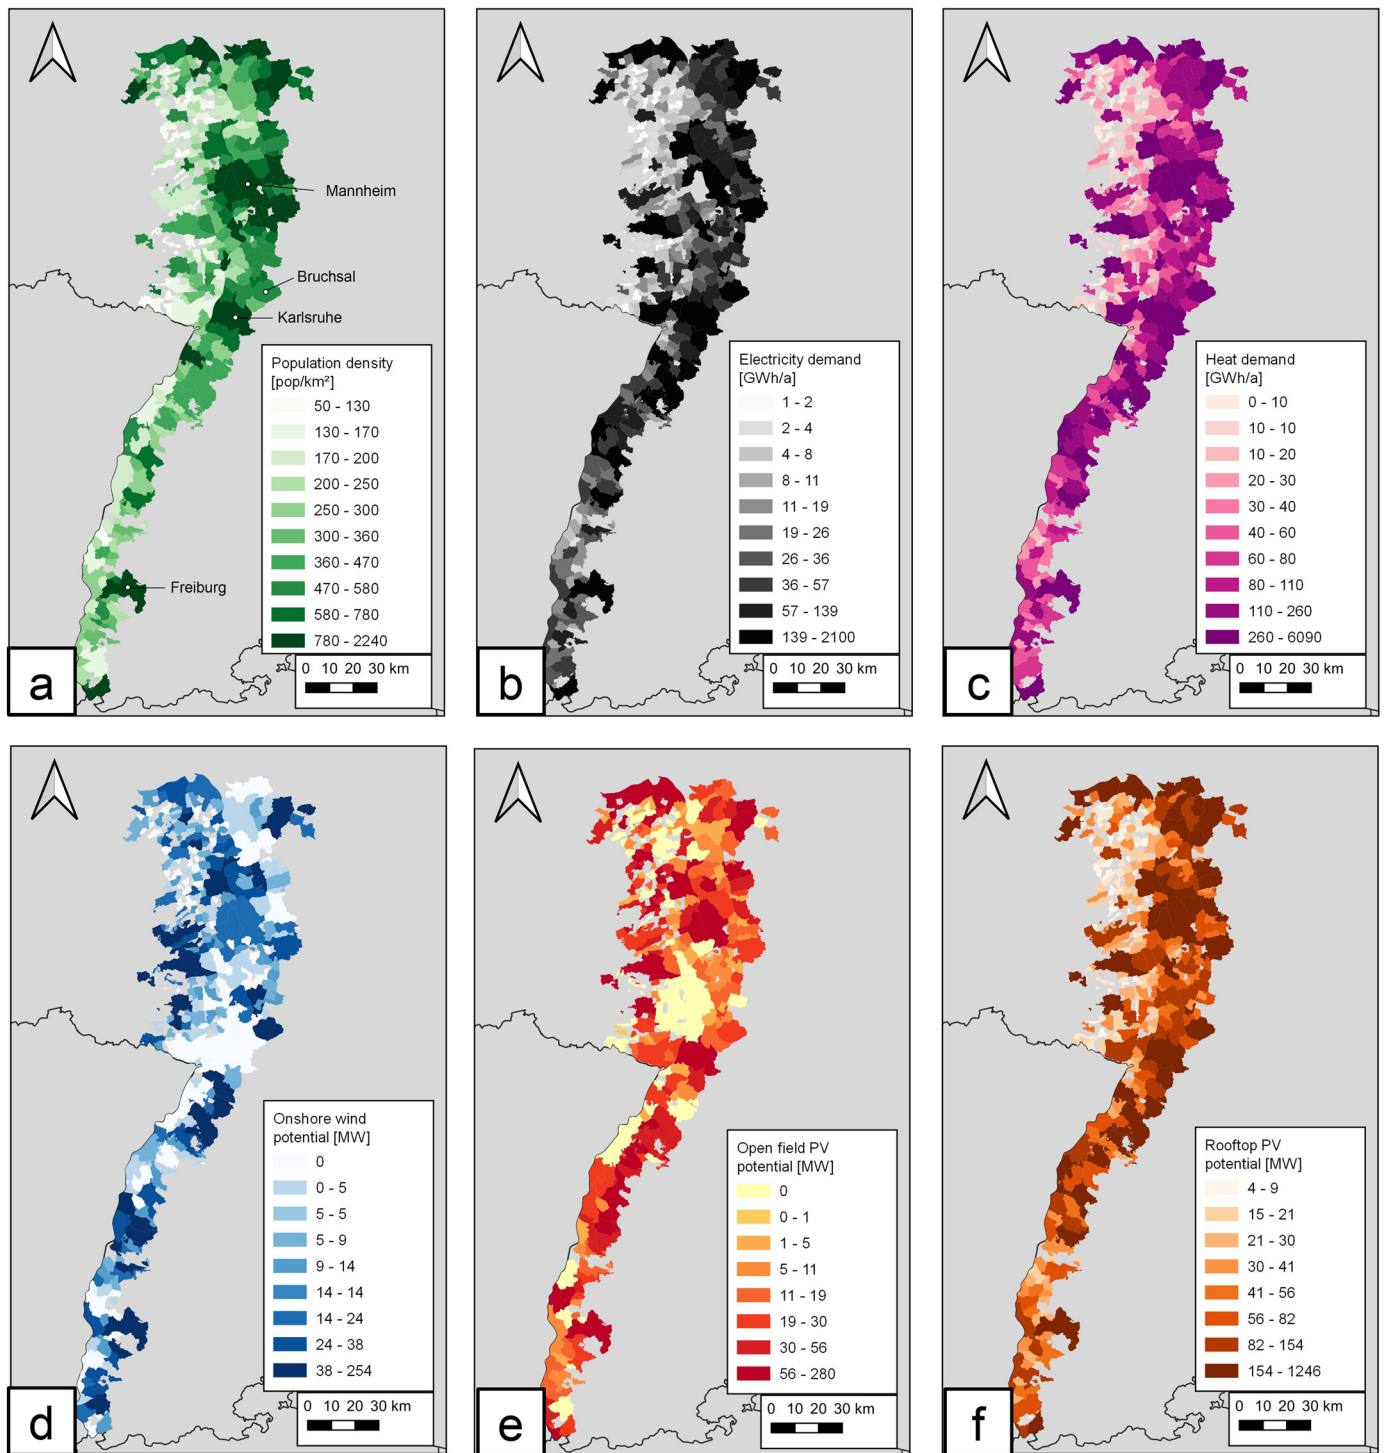 Mannheim
Bruchsal
Karlsruhe
Freiburg
Population density
[pop/km²]
50 - 130
130 - 170
170 - 200
200 - 250
250 - 300
300 - 360
360 - 470
470 - 580
580 - 780
780 - 2240
0 10 20 30 km
a
Electricity demand
[GWh/a]
1 - 2
2 - 4
4 - 8
8 - 11
11 - 19
19 - 26
26 - 36
36 - 57
57 - 139
139 - 2100
0 10 20 30 km
b
Heat demand
[GWh/a]
0 - 10
10 - 10
10 - 20
20 - 30
30 - 40
40 - 60
60 - 80
80 - 110
110 - 260
260 - 6090
0 10 20 30 km
c
Onshore wind
potential [MW]
0
0 - 5
5 - 5
5 - 9
9 - 14
14 - 14
14 - 24
24 - 38
38 - 254
0 10 20 30 km
d
Open field PV
potential [MW]
0
0 - 1
1 - 5
5 - 11
11 - 19
19 - 30
30 - 56
56 - 280
0 10 20 30 km
e
Rooftop PV
potential [MW]
4 - 9
15 - 21
21 - 30
30 - 41
41 - 56
56 - 82
82 - 154
154 - 1246
0 10 20 30 km
f